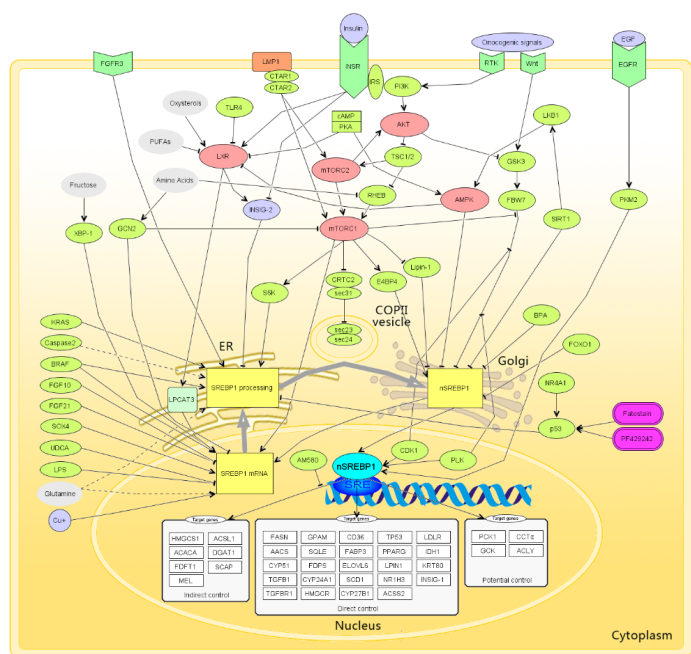 Insulin
Onocogenic signals
EGF
FGFR3
LMP1
CTAR1
CTAR2
INSR
IRS
PI3K
RTK
Wnt
EGFR
Oxysterols
TLR4
cAMP
PKA
AKT
LKB1
PUFAs
LXR
mTORC2
TSC1/2
GSK3
Fructose
Amino Acids
RHEB
AMPK
FBW7
PKM2
INSIG-2
XBP-1
GCN2
mTORC1
SIRT1
S6K
CRTC2
sec31
E4BP4
Lipin-1
COPII
vesicle
KRAS
sec23
sec24
BPA
Caspase2
ER
Golgi
FOXO1
BRAF
FGF10
LPCAT3
SREBP1 processing
nSREBP1
NR4A1
FGF21
Fatostain
SOX4
p53
PF429242
UDCA
CDK1
PLK
LPS
SREBP1 mRNA
AM580
nSREBP1
SRE
Glutamine
Cu+
Target genes
Target genes
Target genes
HMGCS1
ACSL1
ACACA
DGAT1
FDFT1
SCAP
MEL
Indirect control
FASN
GPAM
CD36
TP53
LDLR
AACS
SQLE
FABP3
PPARG
IDH1
CYP51
FDPS
ELOVL6
LPIN1
KRT80
TGFB1
CYP24A1
SCD1
NR1H3
INSIG-1
TGFBR1
HMGCR
CYP27B1
ACSS2
Direct control
PCK1
CCTα
GCK
ACLY
Potential control
Nucleus
Cytoplasm